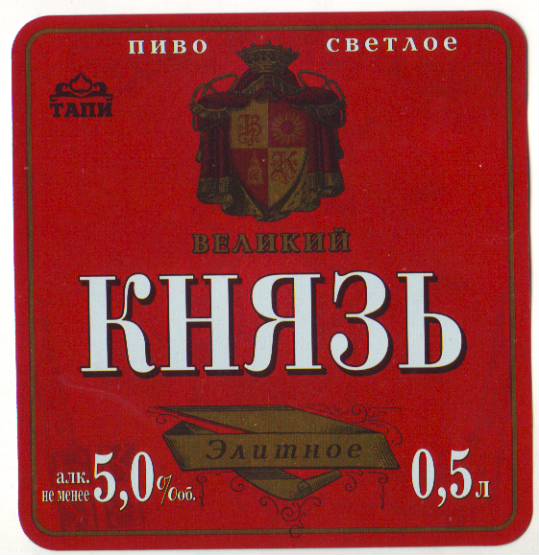 ПИВО СВЕТЛОЕ
ТАПИ
В
К
ВЕЛИКИЙ
КНЯЗЬ
Элитное
алк. не менее 5,0%об.
0,5л